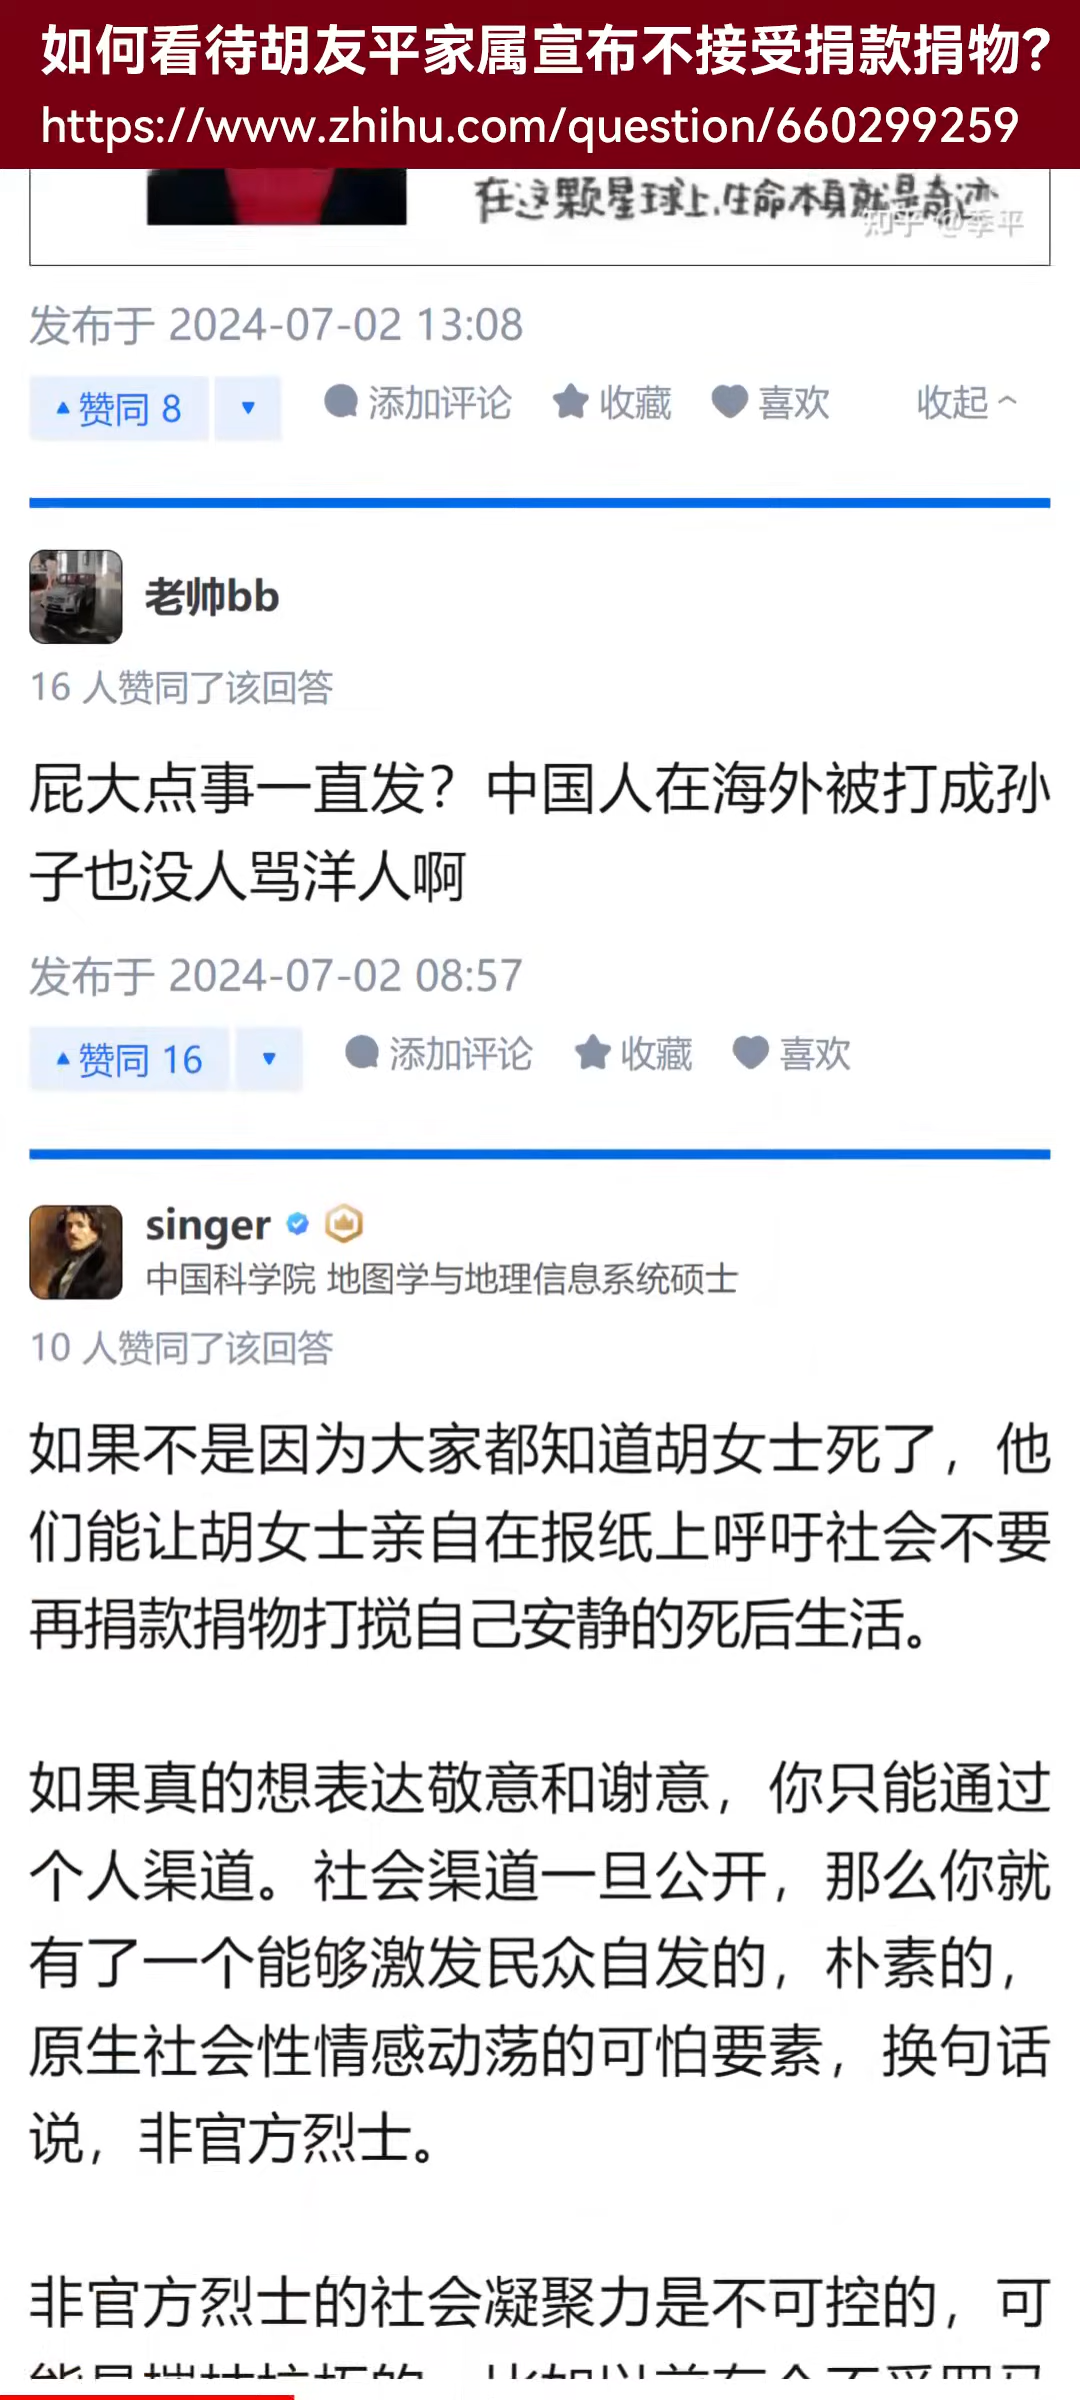 如何看待胡友平家属宣布不接受捐款捐物?
https://www.zhihu.com/question/660299259
在这颗星球上,生命本身就是奇迹
知乎 @季平
发布于 2024-07-02 13:08
赞同 8 添加评论 收藏 喜欢 收起
老帅bb
16 人赞同了该回答
屁大点事一直发？中国人在海外被打成孙
子也没人骂洋人啊
发布于 2024-07-02 08:57
赞同 16 添加评论 收藏 喜欢
singer
中国科学院 地图学与地理信息系统硕士
10 人赞同了该回答
如果不是因为大家都知道胡女士死了，他
们能让胡女士亲自在报纸上呼吁社会不要
再捐款捐物打搅自己安静的死后生活。
如果真的想表达敬意和谢意，你只能通过
个人渠道。社会渠道一旦公开，那么你就
有了一个能够激发民众自发的，朴素的，
原生社会性情感动荡的可怕要素，换句话
说，非官方烈士。
非官方烈士的社会凝聚力是不可控的，可